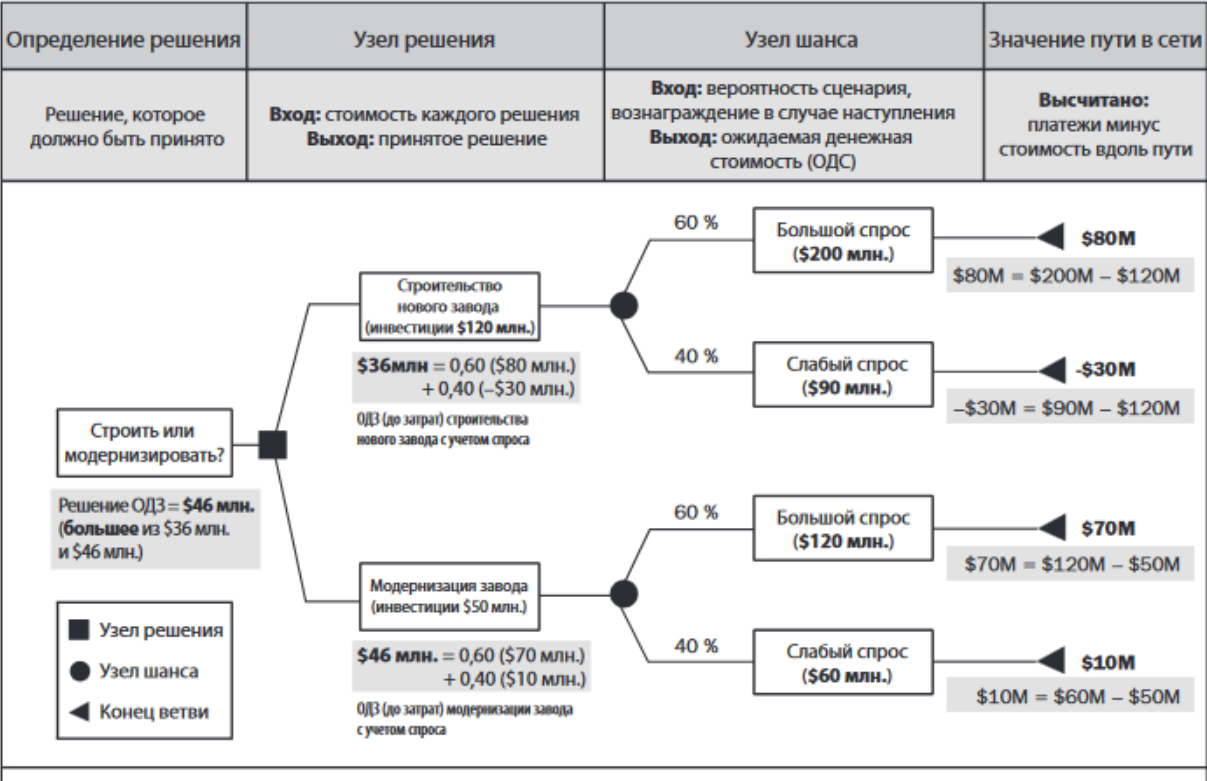 Определение решения
Узел решения
Узел шанса
Значение пути в сети
Решение, которое
должно быть принято
Вход: стоимость каждого решения
Выход: принятое решение
Вход: вероятность сценария,
вознаграждение в случае наступления
Выход: ожидаемая денежная
стоимость (ОДС)
Высчитано:
платежи минус
стоимость вдоль пути
Строить или
модернизировать?
Решение ОДЗ = $46 млн.
(большее из $36 млн.
и $46 млн.)
Строительство
нового завода
(инвестиции $120 млн.)
$36млн = 0,60 ($80 млн.)
+ 0,40 (–$30 млн.)
ОДЗ (до затрат) строительства
нового завода с учетом спроса
60 %
Большой спрос
($200 млн.)
$80M
$80M = $200M – $120M
40 %
Слабый спрос
($90 млн.)
-$30M
–$30M = $90M – $120M
Модернизация завода
(инвестиции $50 млн.)
$46 млн. = 0,60 ($70 млн.)
+ 0,40 ($10 млн.)
ОДЗ (до затрат) модернизации завода
с учетом спроса
60 %
Большой спрос
($120 млн.)
$70M
$70M = $120M – $50M
40 %
Слабый спрос
($60 млн.)
$10M
$10M = $60M – $50M
Узел решения
Узел шанса
Конец ветви